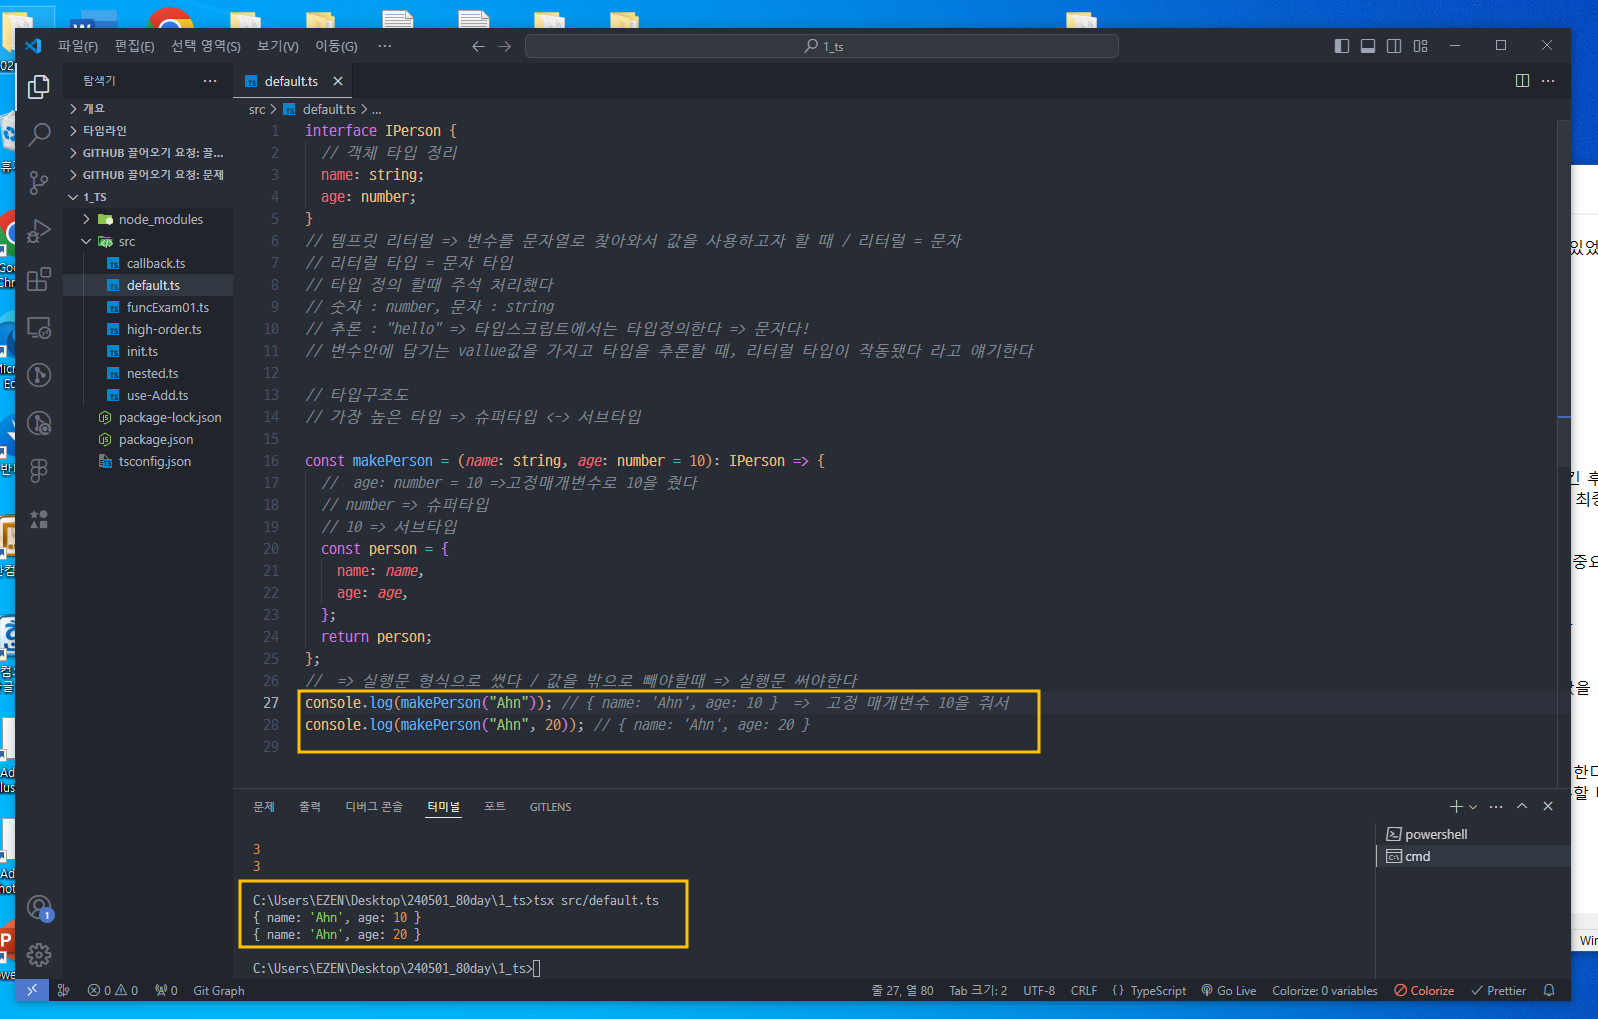 파일(F) 편집(E) 선택 영역(S) 보기(V) 이동(G) ··· 1_ts
탐색기 ···
default.ts
개요
타임라인
GITHUB 끌어오기 요청: 끌...
GITHUB 끌어오기 요청: 문제
1_TS
node_modules
src
callback.ts
default.ts
funcExam01.ts
high-order.ts
init.ts
nested.ts
use-Add.ts
package-lock.json
package.json
tsconfig.json
src > default.ts > ...
1 interface IPerson {
2 // 객체 타입 정리
3 name: string;
4 age: number;
5 }
6 // 템프릿 리터럴 => 변수를 문자열로 찾아와서 값을 사용하고자 할 때 / 리터럴 = 문자
7 // 리터럴 타입 = 문자 타입
8 // 타입 정의 할때 주석 처리했다
9 // 숫자 : number, 문자 : string
10 // 추론 : "hello" => 타입스크립트에서는 타입정의한다 => 문자다!
11 // 변수안에 담기는 vallue값을 가지고 타입을 추론할 때, 리터럴 타입이 작동됐다 라고 얘기한다
12
13 // 타입구조도
14 // 가장 높은 타입 => 슈퍼타입 <-> 서브타입
15
16 const makePerson = (name: string, age: number = 10): IPerson => {
17 //  age: number = 10 =>고정매개변수로 10을 줬다
18 // number => 슈퍼타입
19 // 10 => 서브타입
20 const person = {
21 name: name,
22 age: age,
23 };
24 return person;
25 };
26 //  => 실행문 형식으로 썼다 / 값을 밖으로 빼야할때 => 실행문 써야한다
27 console.log(makePerson("Ahn")); // { name: 'Ahn', age: 10 }  =>  고정 매개변수 10을 줘서
28 console.log(makePerson("Ahn", 20)); // { name: 'Ahn', age: 20 }
29
문제 출력 디버그 콘솔 터미널 포트 GITLENS
powershell
cmd
3
3
C:\Users\EZEN\Desktop\240501_80day\1_ts>tsx src/default.ts
{ name: 'Ahn', age: 10 }
{ name: 'Ahn', age: 20 }
C:\Users\EZEN\Desktop\240501_80day\1_ts>
1
0 0 0 Git Graph 줄 27, 열 80 Tab 크기: 2 UTF-8 CRLF {} TypeScript Go Live Colorize: 0 variables Colorize Prettier
있었
긴 후
최종
중요
한다
할
Win